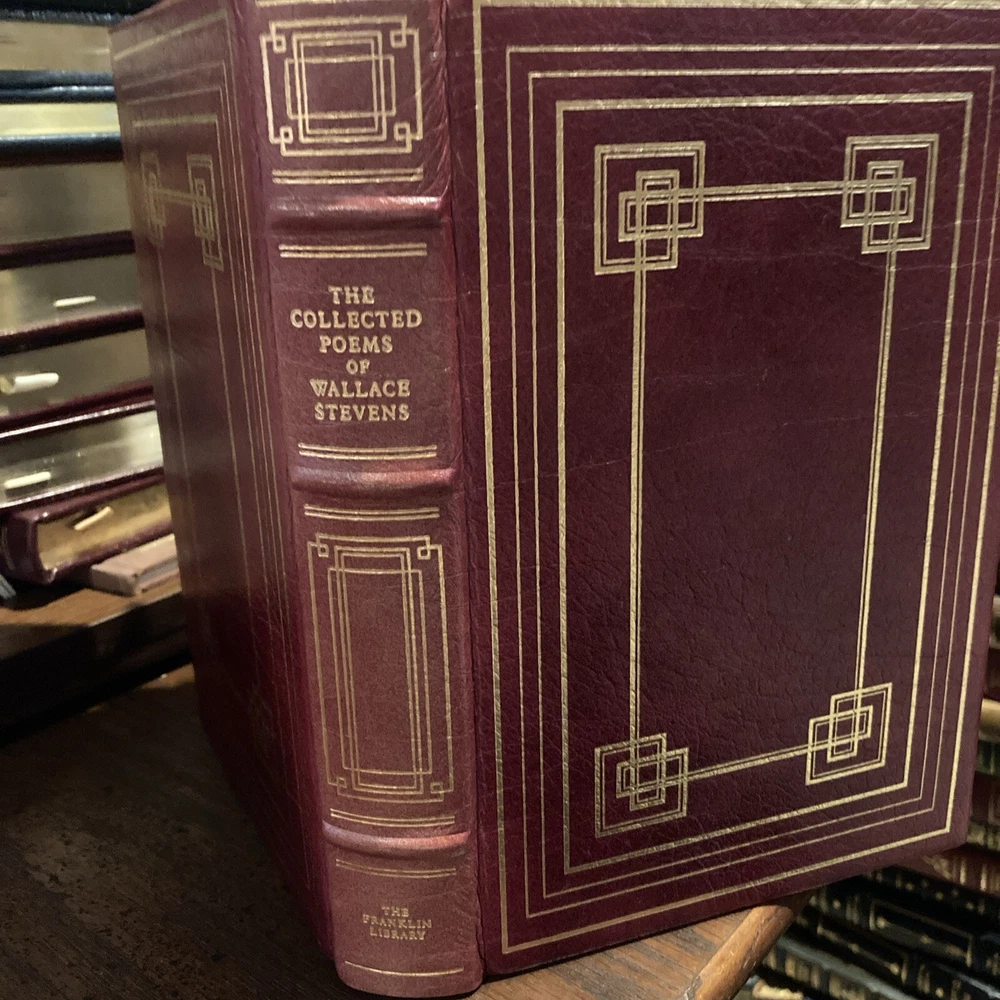 THE
COLLECTED
POEMS
OF
WALLACE
STEVENS
THE
FRANKLIN
LIBRARY